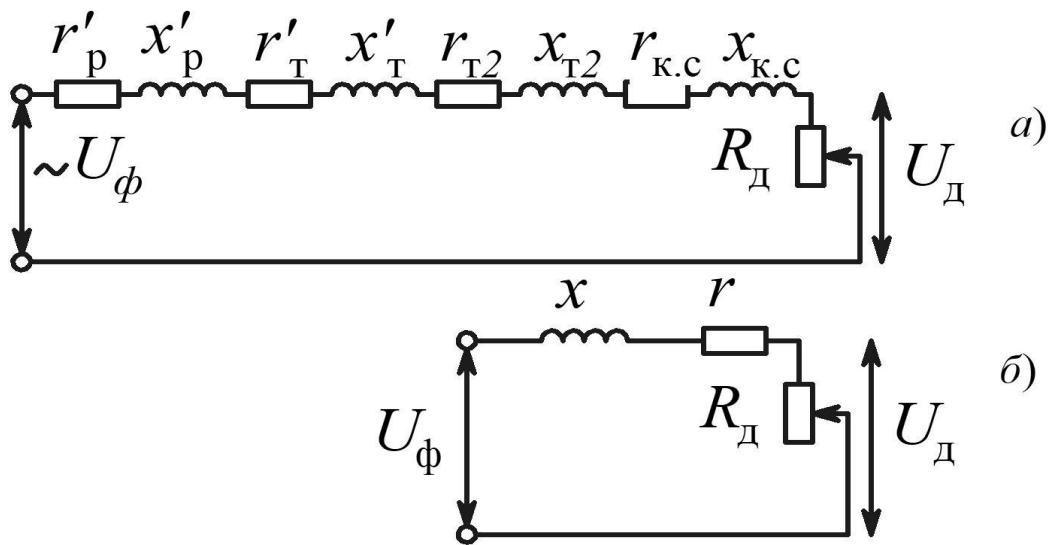 r′р x′р r′т x′т rт2 xт2 rк.с xк.с
а)
~Uф Rд Uд
x r
б)
Uф Rд Uд